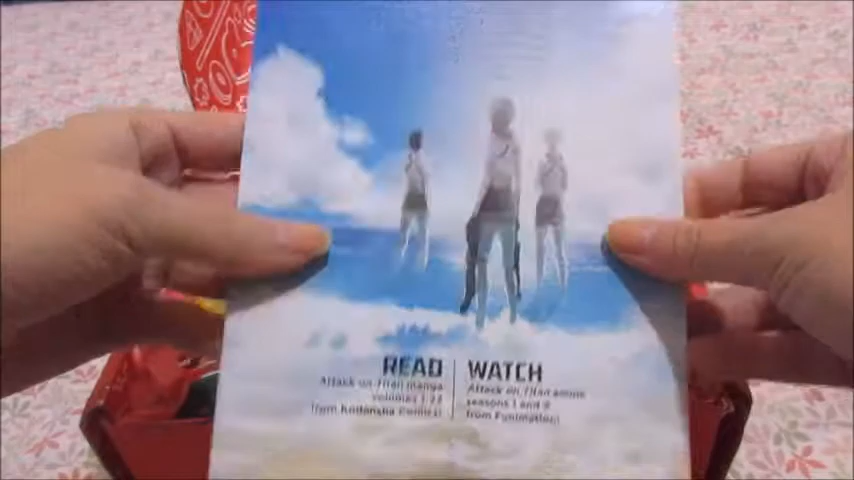 READ
Attack on Titan manga
volumes 1-22
from Kodansha Comics!
WATCH
Attack on Titan anime
seasons 1 and 2
from Funimation!